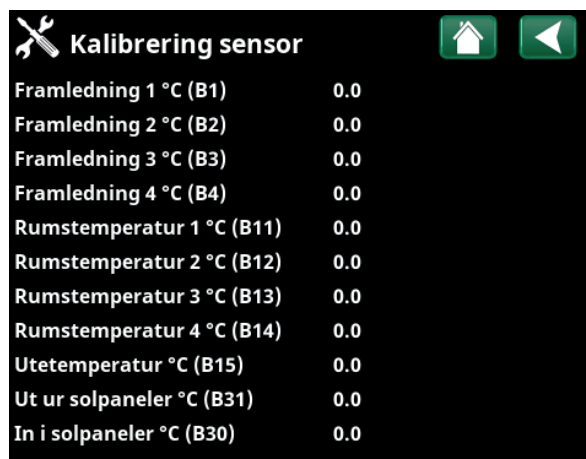 Kalibrering sensor
Framledning 1 °C (B1) 0.0
Framledning 2 °C (B2) 0.0
Framledning 3 °C (B3) 0.0
Framledning 4 °C (B4) 0.0
Rumstemperatur 1 °C (B11) 0.0
Rumstemperatur 2 °C (B12) 0.0
Rumstemperatur 3 °C (B13) 0.0
Rumstemperatur 4 °C (B14) 0.0
Utetemperatur °C (B15) 0.0
Ut ur solpaneler °C (B31) 0.0
In i solpaneler °C (B30) 0.0